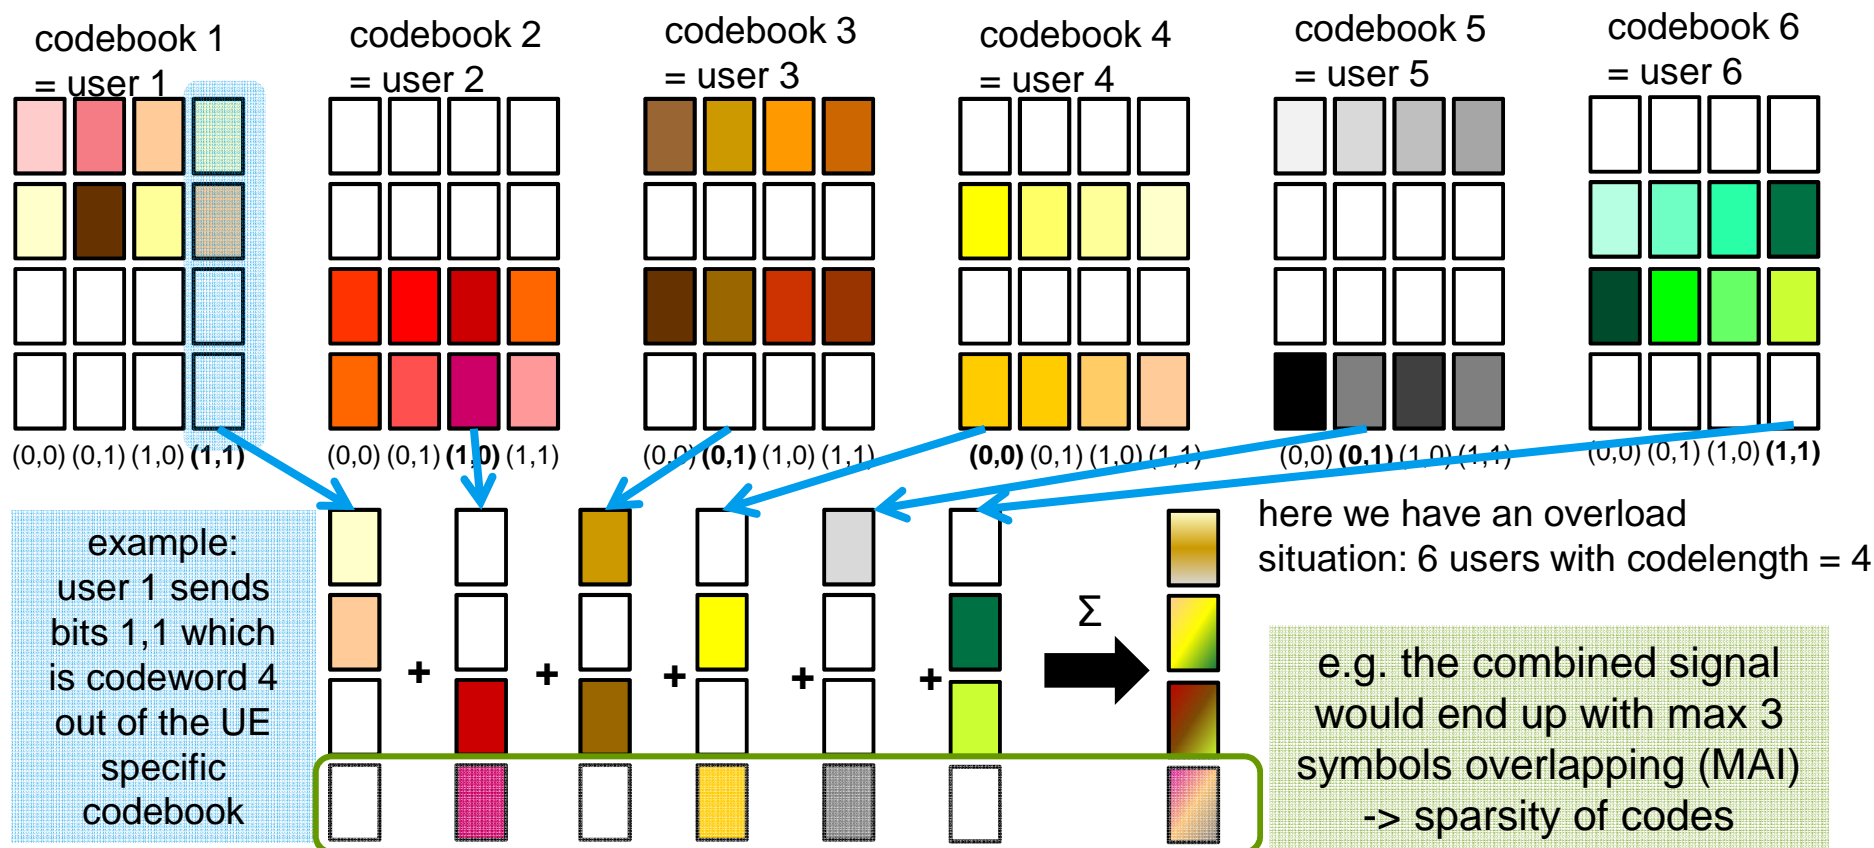 codebook 1
= user 1
codebook 2
= user 2
codebook 3
= user 3
codebook 4
= user 4
codebook 5
= user 5
codebook 6
= user 6
(0,0) (0,1) (1,0) (1,1)
(0,0) (0,1) (1,0) (1,1)
(0,0) (0,1) (1,0) (1,1)
(0,0) (0,1) (1,0) (1,1)
(0,0) (0,1) (1,0) (1,1)
(0,0) (0,1) (1,0) (1,1)
example:
user 1 sends
bits 1,1 which
is codeword 4
out of the UE
specific
codebook
+ + + + +
Σ
here we have an overload
situation: 6 users with codelength = 4
e.g. the combined signal
would end up with max 3
symbols overlapping (MAI)
-> sparsity of codes